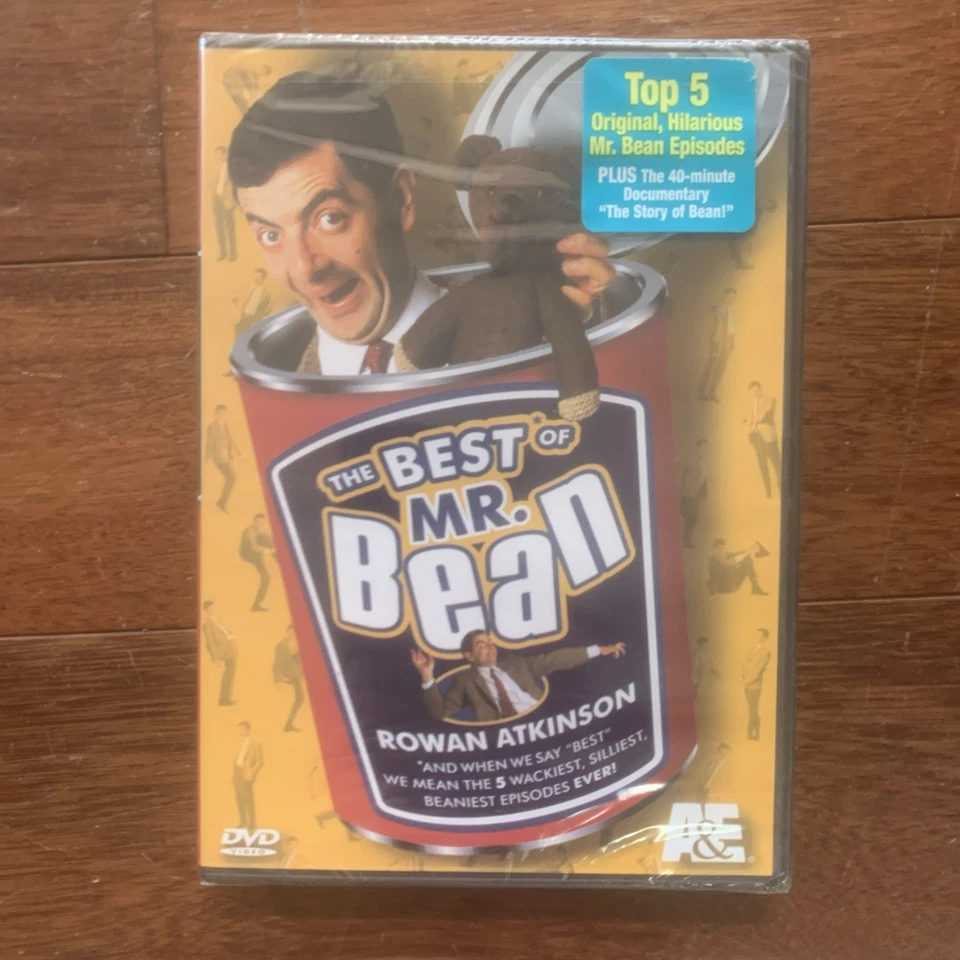 Top 5
Original, Hilarious
Mr. Bean Episodes
PLUS The 40-minute
Documentary
"The Story of Bean!"
THE BEST* OF
MR.
Bean
ROWAN ATKINSON
*AND WHEN WE SAY "BEST"
WE MEAN THE 5 WACKIEST, SILLIEST,
BEANIEST EPISODES EVER!
DVD
VIDEO
A&E®